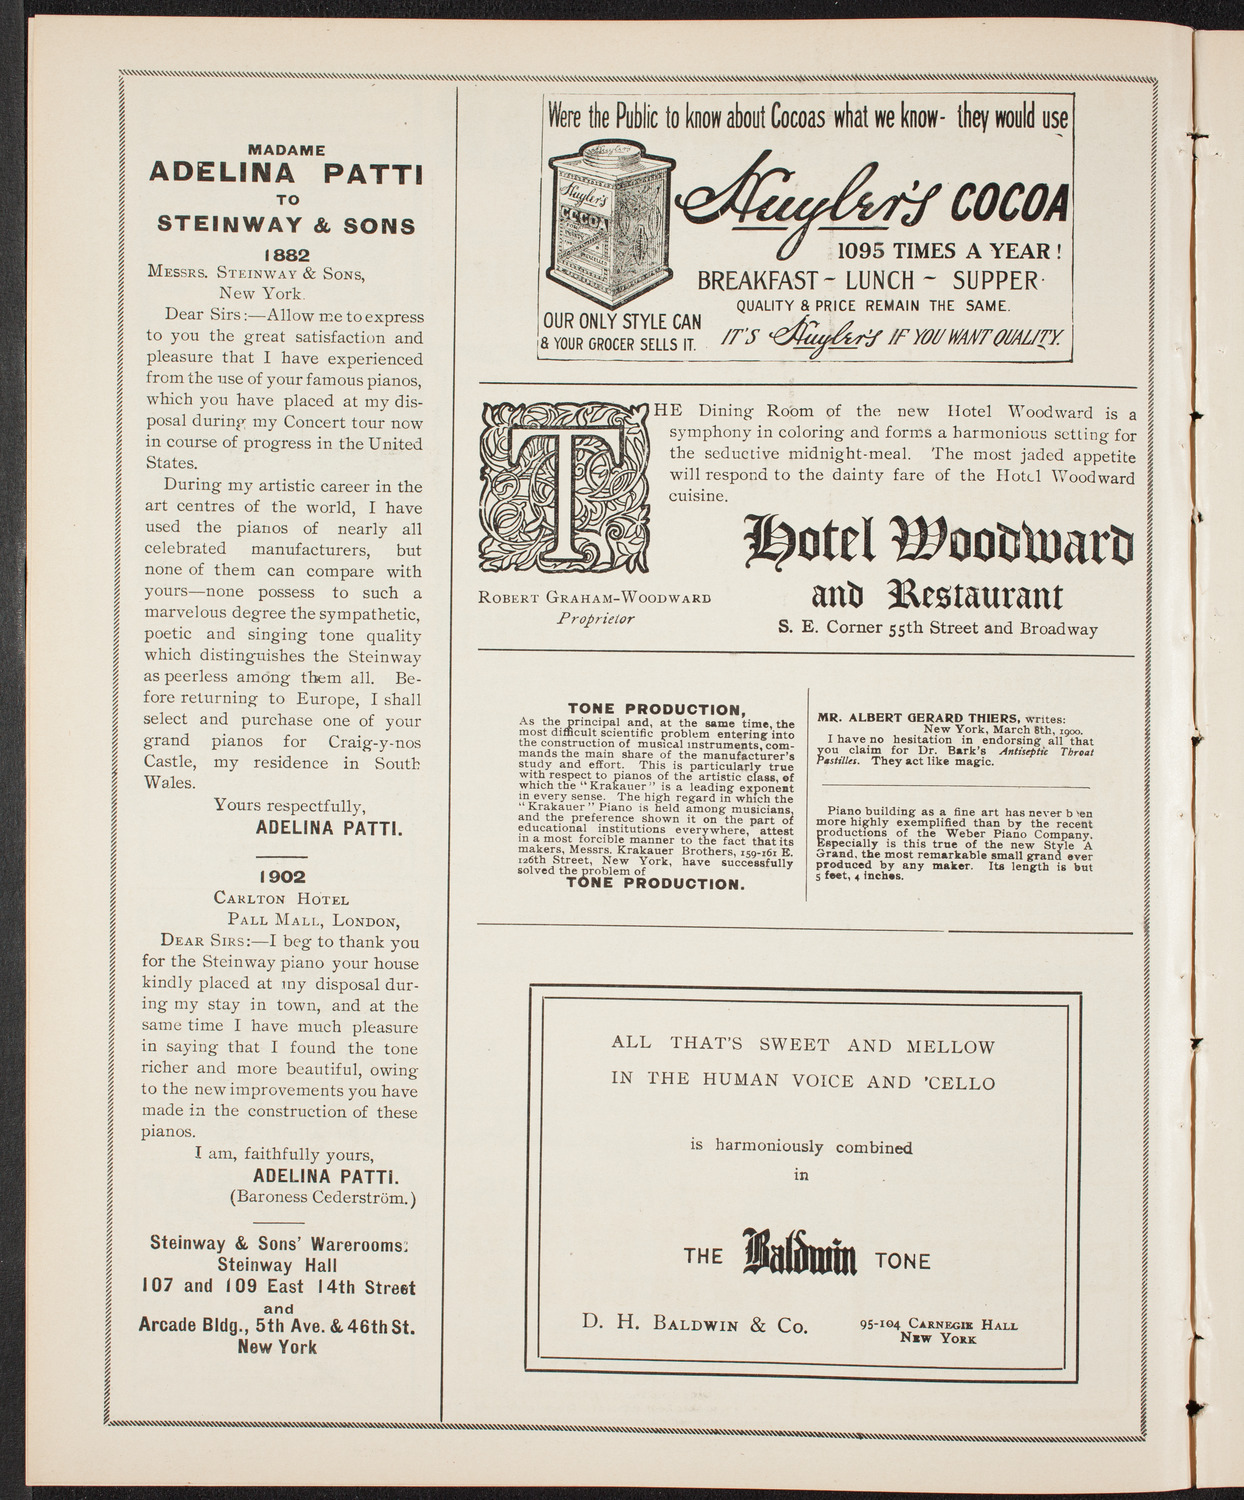 MADAME
ADELINA PATTI
TO
STEINWAY & SONS
1882
Messrs. Steinway & Sons,
New York.
Dear Sirs:—Allow me to express
to you the great satisfaction and
pleasure that I have experienced
from the use of your famous pianos,
which you have placed at my dis-
posal during my Concert tour now
in course of progress in the United
States.
During my artistic career in the
art centres of the world, I have
used the pianos of nearly all
celebrated manufacturers, but
none of them can compare with
yours—none possess to such a
marvelous degree the sympathetic,
poetic and singing tone quality
which distinguishes the Steinway
as peerless among them all. Be-
fore returning to Europe, I shall
select and purchase one of your
grand pianos for Craig-y-nos
Castle, my residence in South
Wales.
Yours respectfully,
ADELINA PATTI.
1902
Carlton Hotel
Pall Mall, London,
Dear Sirs:—I beg to thank you
for the Steinway piano your house
kindly placed at my disposal dur-
ing my stay in town, and at the
same time I have much pleasure
in saying that I found the tone
richer and more beautiful, owing
to the new improvements you have
made in the construction of these
pianos.
I am, faithfully yours,
ADELINA PATTI.
(Baroness Cederström.)
Steinway & Sons' Warerooms:
Steinway Hall
107 and 109 East 14th Street
and
Arcade Bldg., 5th Ave. & 46th St.
New York
Were the Public to know about Cocoas what we know- they would use
Huyler's
Huyler's
COCOA
Huyler's COCOA
1095 TIMES A YEAR!
BREAKFAST ~ LUNCH ~ SUPPER.
QUALITY & PRICE REMAIN THE SAME.
OUR ONLY STYLE CAN
& YOUR GROCER SELLS IT.
IT'S Huyler's IF YOU WANT QUALITY.
THE Dining Room of the new Hotel Woodward is a
symphony in coloring and forms a harmonious setting for
the seductive midnight-meal. The most jaded appetite
will respond to the dainty fare of the Hotel Woodward
cuisine.
Hotel Woodward
and Restaurant
S. E. Corner 55th Street and Broadway
Robert Graham-Woodward
Proprietor
TONE PRODUCTION,
As the principal and, at the same time, the
most difficult scientific problem entering into
the construction of musical instruments, com-
mands the main share of the manufacturer's
study and effort. This is particularly true
with respect to pianos of the artistic class, of
which the "Krakauer" is a leading exponent
in every sense. The high regard in which the
"Krakauer" Piano is held among musicians,
and the preference shown it on the part of
educational institutions everywhere, attest
in a most forcible manner to the fact that its
makers, Messrs. Krakauer Brothers, 159-161 E.
126th Street, New York, have successfully
solved the problem of
TONE PRODUCTION.
MR. ALBERT GERARD THIERS, writes:
New York, March 8th, 1900.
I have no hesitation in endorsing all that
you claim for Dr. Bark's Antiseptic Throat
Pastilles. They act like magic.
Piano building as a fine art has never b en
more highly exemplified than by the recent
productions of the Weber Piano Company.
Especially is this true of the new Style A
Grand, the most remarkable small grand ever
produced by any maker. Its length is but
5 feet, 4 inches.
ALL THAT'S SWEET AND MELLOW
IN THE HUMAN VOICE AND 'CELLO
is harmoniously combined
in
THE Baldwin TONE
D. H. Baldwin & Co.
95-104 Carnegie Hall
New York